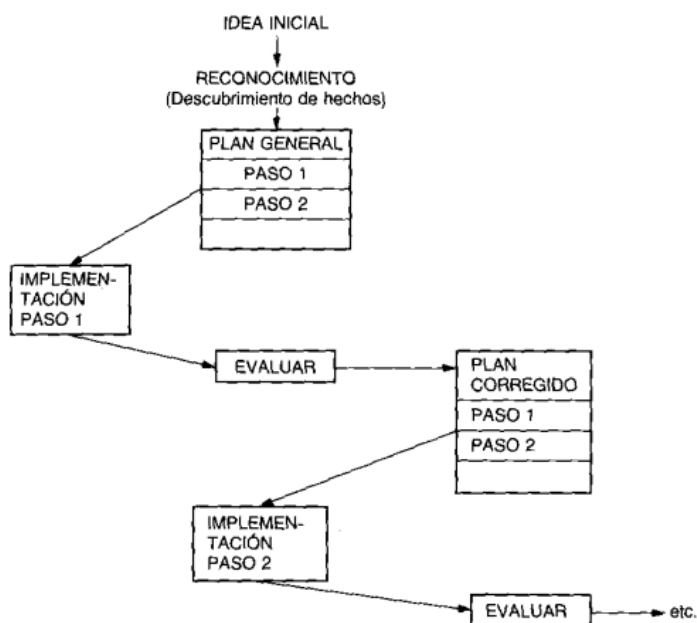 IDEA INICIAL
RECONOCIMIENTO
(Descubrimiento de hechos)
PLAN GENERAL
PASO 1
PASO 2
IMPLEMEN-
TACIÓN
PASO 1
EVALUAR
PLAN
CORREGIDO
PASO 1
PASO 2
IMPLEMEN-
TACIÓN
PASO 2
EVALUAR
etc.